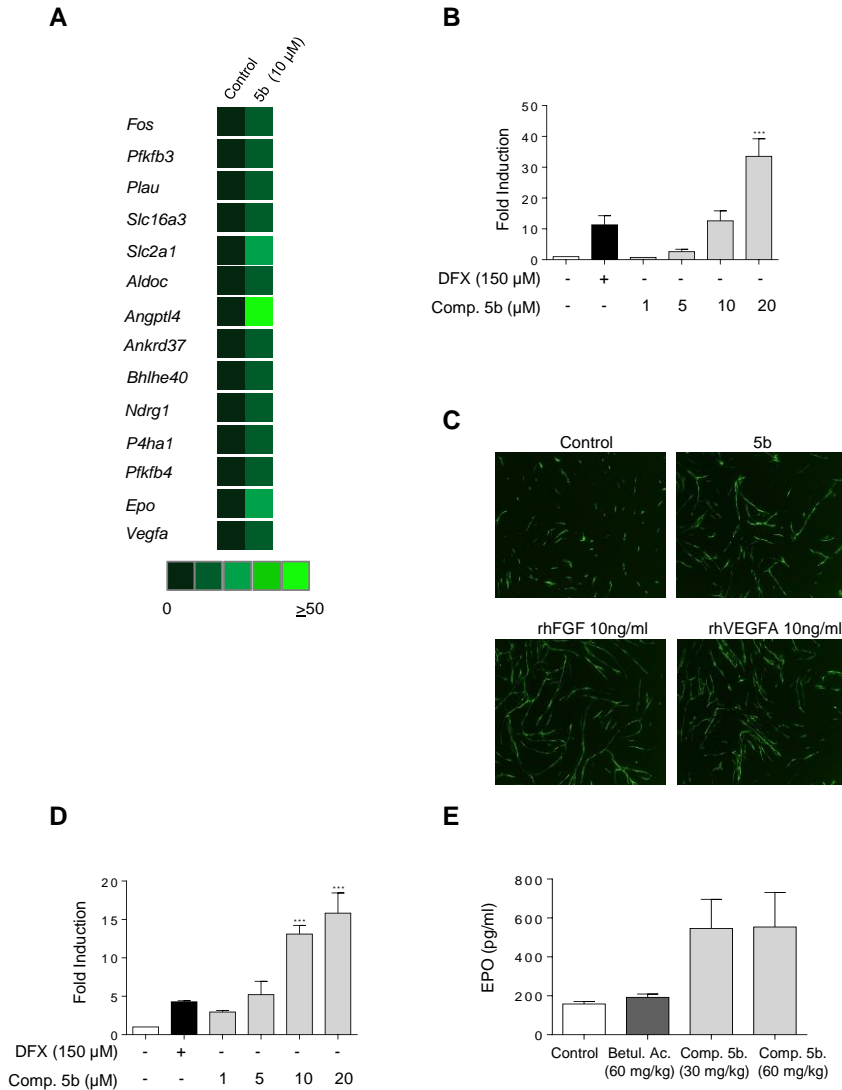 A
Control
5b (10 µM)
Fos
Pfkfb3
Plau
Slc16a3
Slc2a1
Aldoc
Angptl4
Ankrd37
Bhlhe40
Ndrg1
P4ha1
Pfkfb4
Epo
Vegfa
0
≥50
B
Fold Induction
50
40
30
20
10
0
***
DFX (150 µM) - + - - - -
Comp. 5b (µM) - - 1 5 10 20
C
Control
5b
rhFGF 10ng/ml
rhVEGFA 10ng/ml
D
Fold Induction
20
15
10
5
0
***
***
DFX (150 µM) - + - - - -
Comp. 5b (µM) - - 1 5 10 20
E
EPO (pg/ml)
800
600
400
200
0
Control
Betul. Ac.
(60 mg/kg)
Comp. 5b.
(30 mg/kg)
Comp. 5b.
(60 mg/kg)